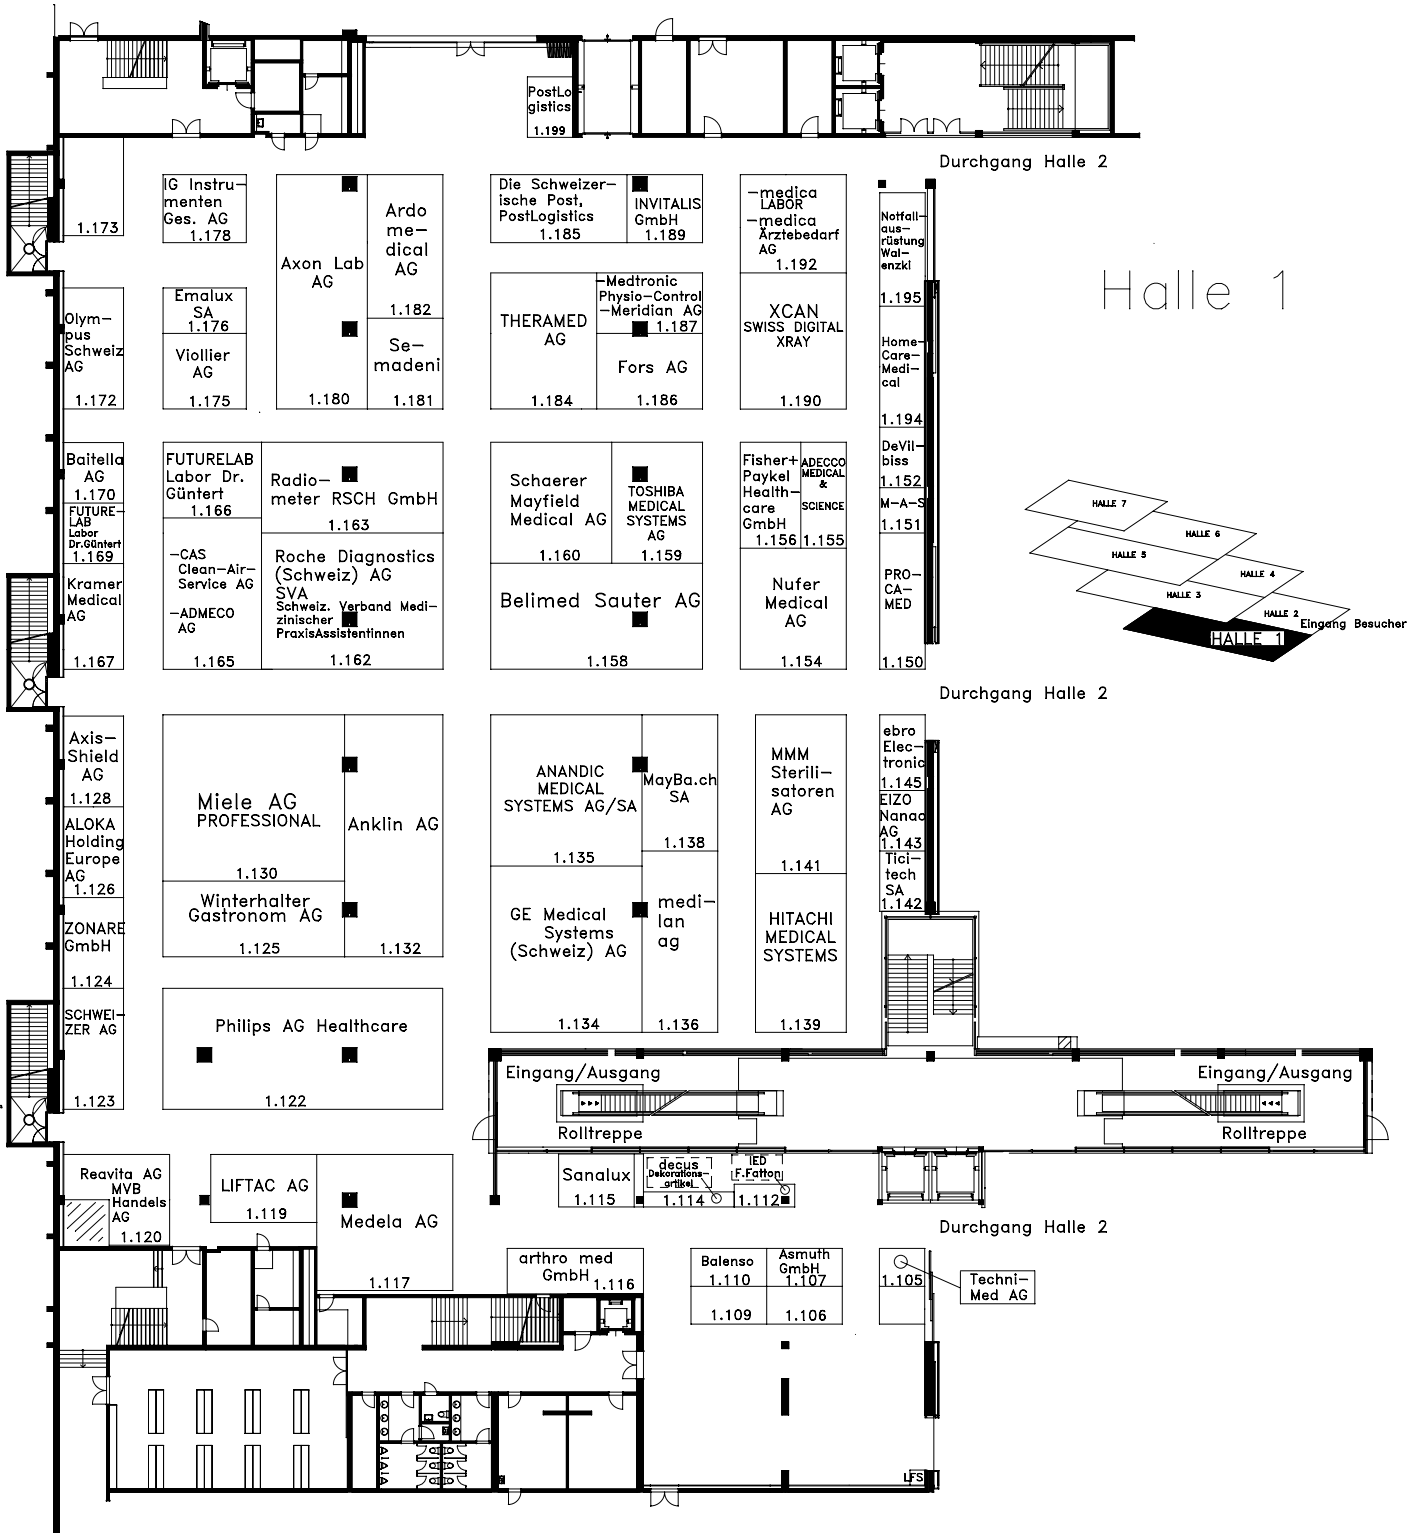 PostLo
gistics
1.199
Durchgang Halle 2
1.173
IG Instru-
menten
Ges. AG
1.178
Axon Lab
AG
1.180
Ardo
me-
dical
AG
1.182
Die Schweizer-
ische Post,
PostLogistics
1.185
INVITALIS
GmbH
1.189
-medica
LABOR
-medica
Ärztebedarf
AG
1.192
Notfall-
aus-
rüstung
Wal-
enzki
1.195
Halle 1
Olym-
pus
Schweiz
AG
1.172
Emalux
SA
1.176
Viollier
AG
1.175
Se-
madeni
1.181
THERAMED
AG
1.184
-Medtronic
Physio-Control
-Meridian AG
1.187
Fors AG
1.186
XCAN
SWISS DIGITAL
XRAY
1.190
Home-
Care-
Medi-
cal
1.194
Baitella
AG
1.170
FUTURE-
LAB
Labor
Dr.Güntert
1.169
Kramer
Medical
AG
1.167
FUTURELAB
Labor Dr.
Güntert
1.166
-CAS
Clean-Air-
Service AG
-ADMECO
AG
1.165
Radio-
meter RSCH GmbH
1.163
Roche Diagnostics
(Schweiz) AG
SVA
Schweiz. Verband Medi-
zinischer
PraxisAssistentinnen
1.162
Schaerer
Mayfield
Medical AG
1.160
TOSHIBA
MEDICAL
SYSTEMS
AG
1.159
Belimed Sauter AG
1.158
Fisher+
Paykel
Health-
care
GmbH
1.156
ADECCO
MEDICAL
&
SCIENCE
1.155
Nufer
Medical
AG
1.154
DeVil-
biss
1.152
M-A-S
1.151
PRO-
CA-
MED
1.150
HALLE 7
HALLE 6
HALLE 5
HALLE 4
HALLE 3
HALLE 2
Eingang Besucher
HALLE 1
Durchgang Halle 2
Axis-
Shield
AG
1.128
ALOKA
Holding
Europe
AG
1.126
ZONARE
GmbH
1.124
SCHWEI-
ZER AG
1.123
Miele AG
PROFESSIONAL
1.130
Winterhalter
Gastronom AG
1.125
Anklin AG
1.132
Philips AG Healthcare
1.122
ANANDIC
MEDICAL
SYSTEMS AG/SA
1.135
MayBa.ch
SA
1.138
GE Medical
Systems
(Schweiz) AG
1.134
medi-
lan
ag
1.136
MMM
Sterili-
satoren
AG
1.141
HITACHI
MEDICAL
SYSTEMS
1.139
ebro
Elec-
tronic
1.145
EIZO
Nanao
AG
1.143
Tici-
tech
SA
1.142
Eingang/Ausgang
Rolltreppe
Eingang/Ausgang
Rolltreppe
Reavita AG
MVB
Handels
AG
1.120
LIFTAC AG
1.119
Medela AG
1.117
Sanalux
1.115
decus
Dekorations-
artikel
1.114
IED
F.Fatton
1.112
Durchgang Halle 2
arthro med
GmbH
1.116
Balenso
1.110
Asmuth
GmbH
1.107
1.109
1.106
1.105
Techni-
Med AG
LFS